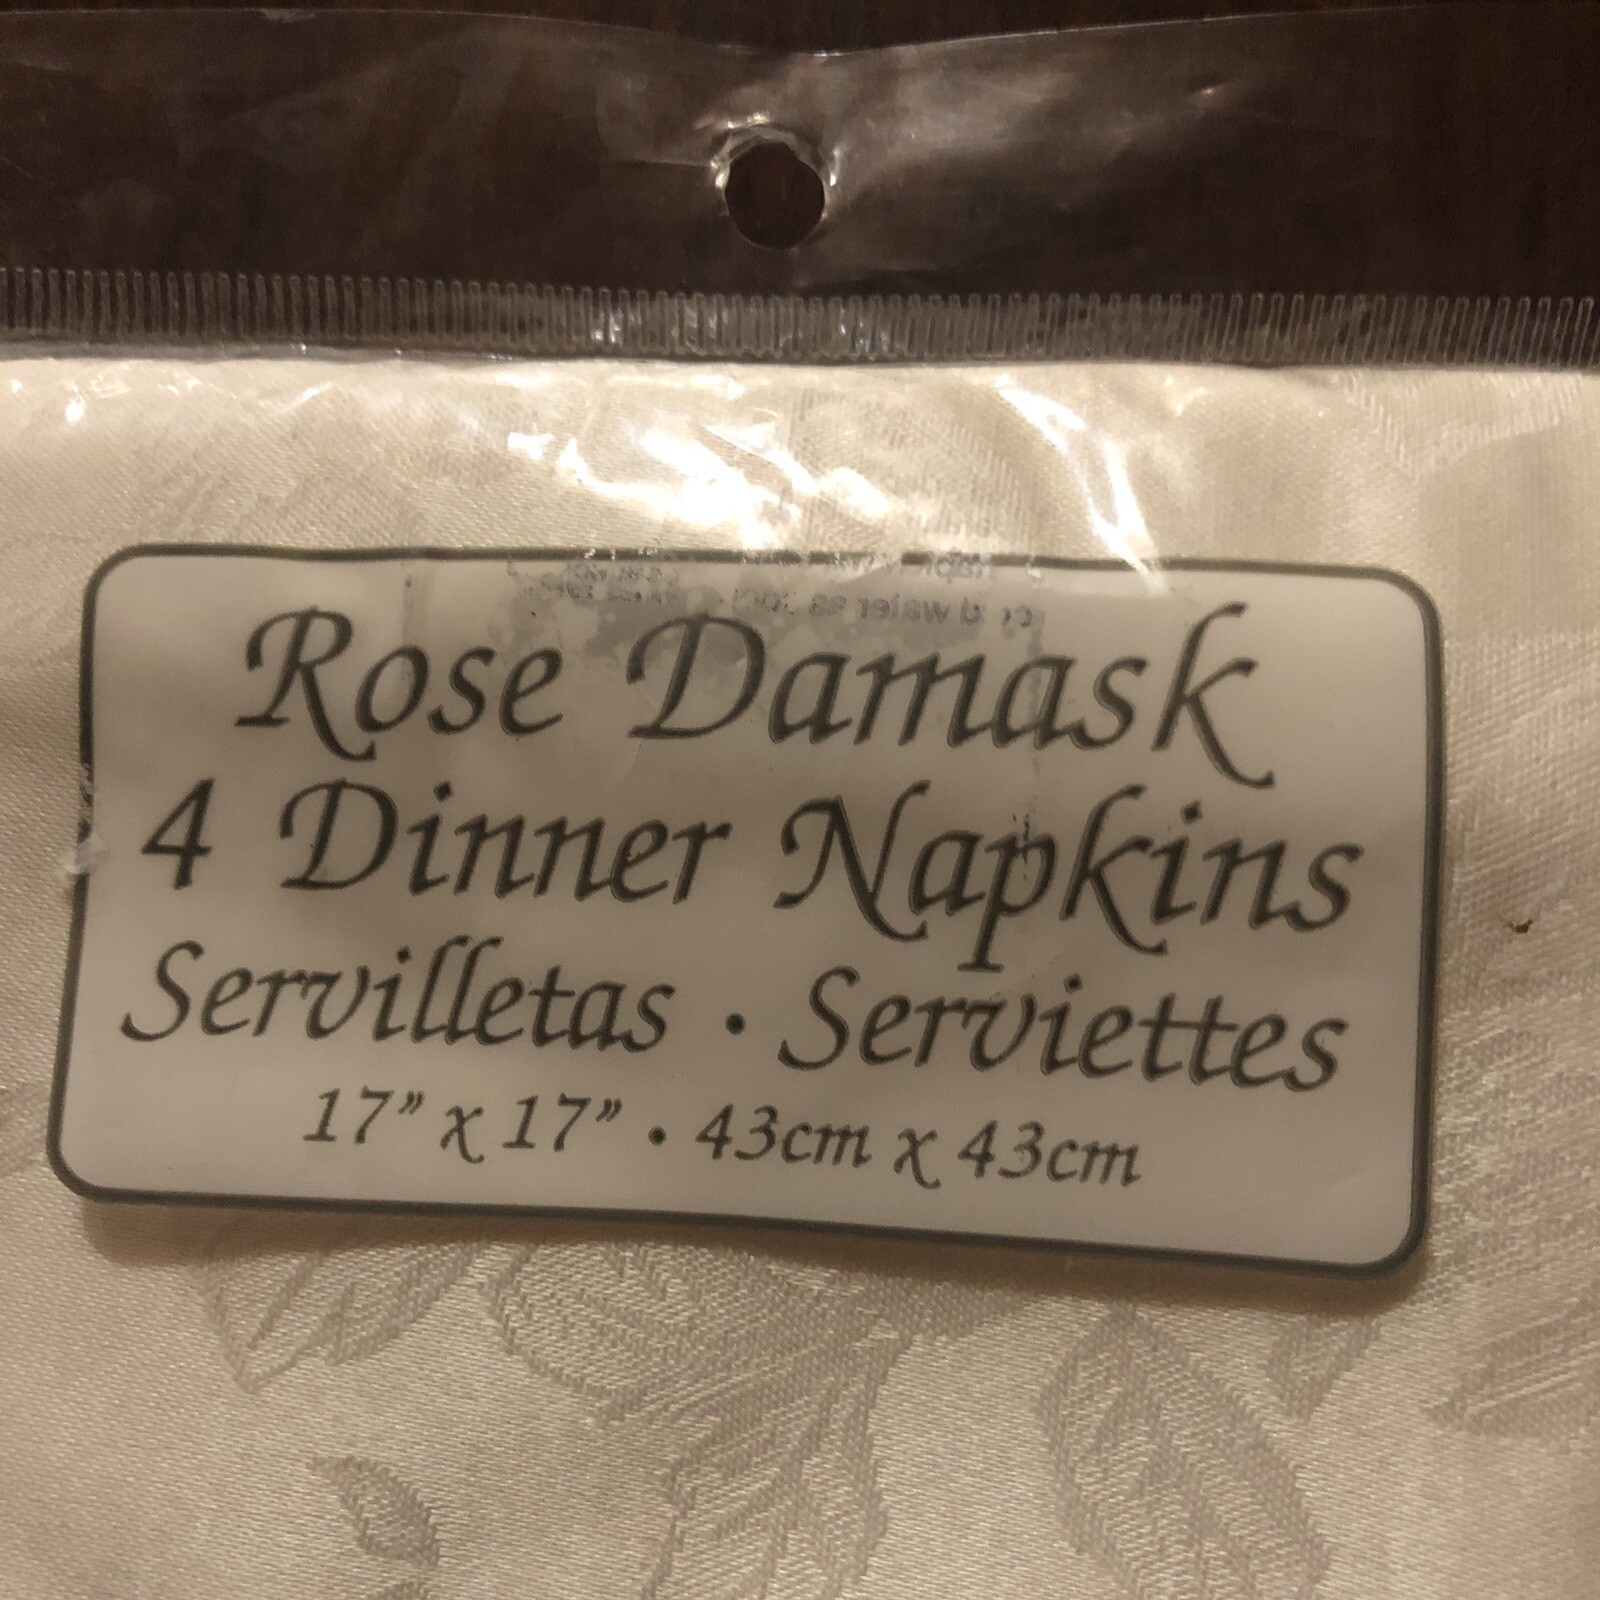 Rose Damask
4 Dinner Napkins
Servilletas • Serviettes
17” x 17” • 43cm x 43cm